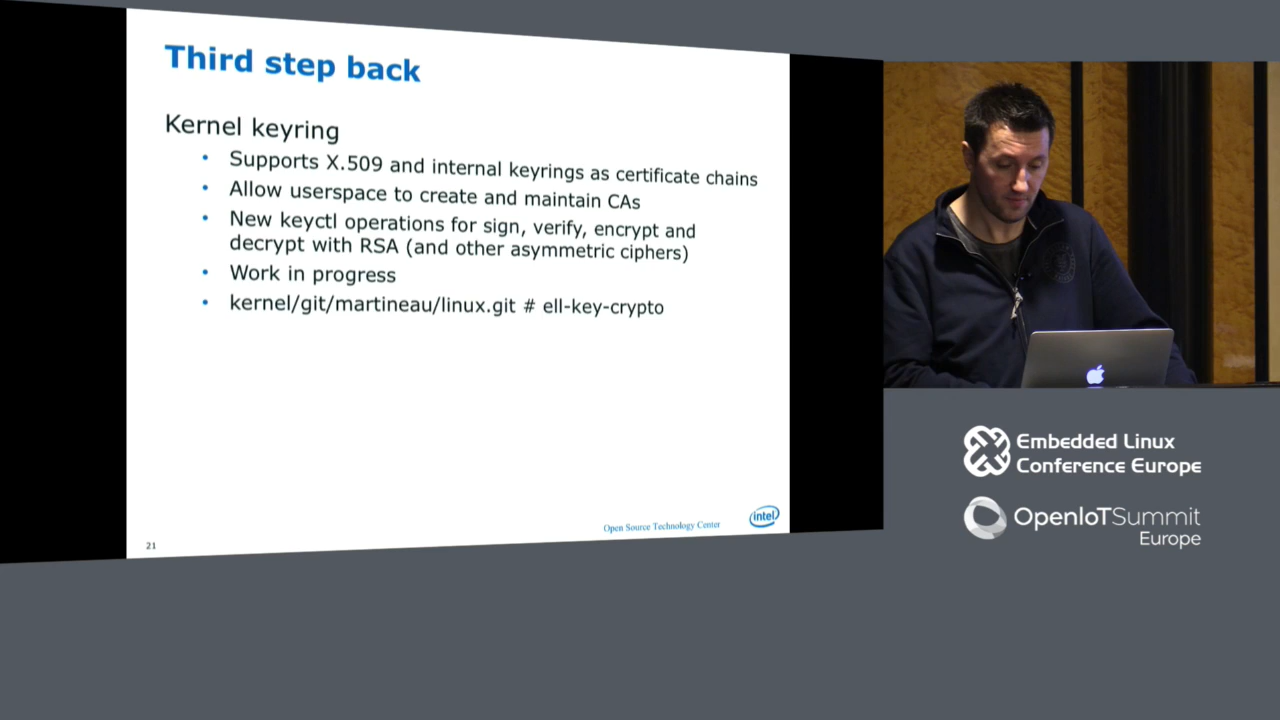 Third step back
Kernel keyring
• Supports X.509 and internal keyrings as certificate chains
• Allow userspace to create and maintain CAs
• New keyctl operations for sign, verify, encrypt and
decrypt with RSA (and other asymmetric ciphers)
• Work in progress
• kernel/git/martineau/linux.git # ell-key-crypto
Open Source Technology Center
intel
21
Embedded Linux
Conference Europe
OpenIoTSummit
Europe